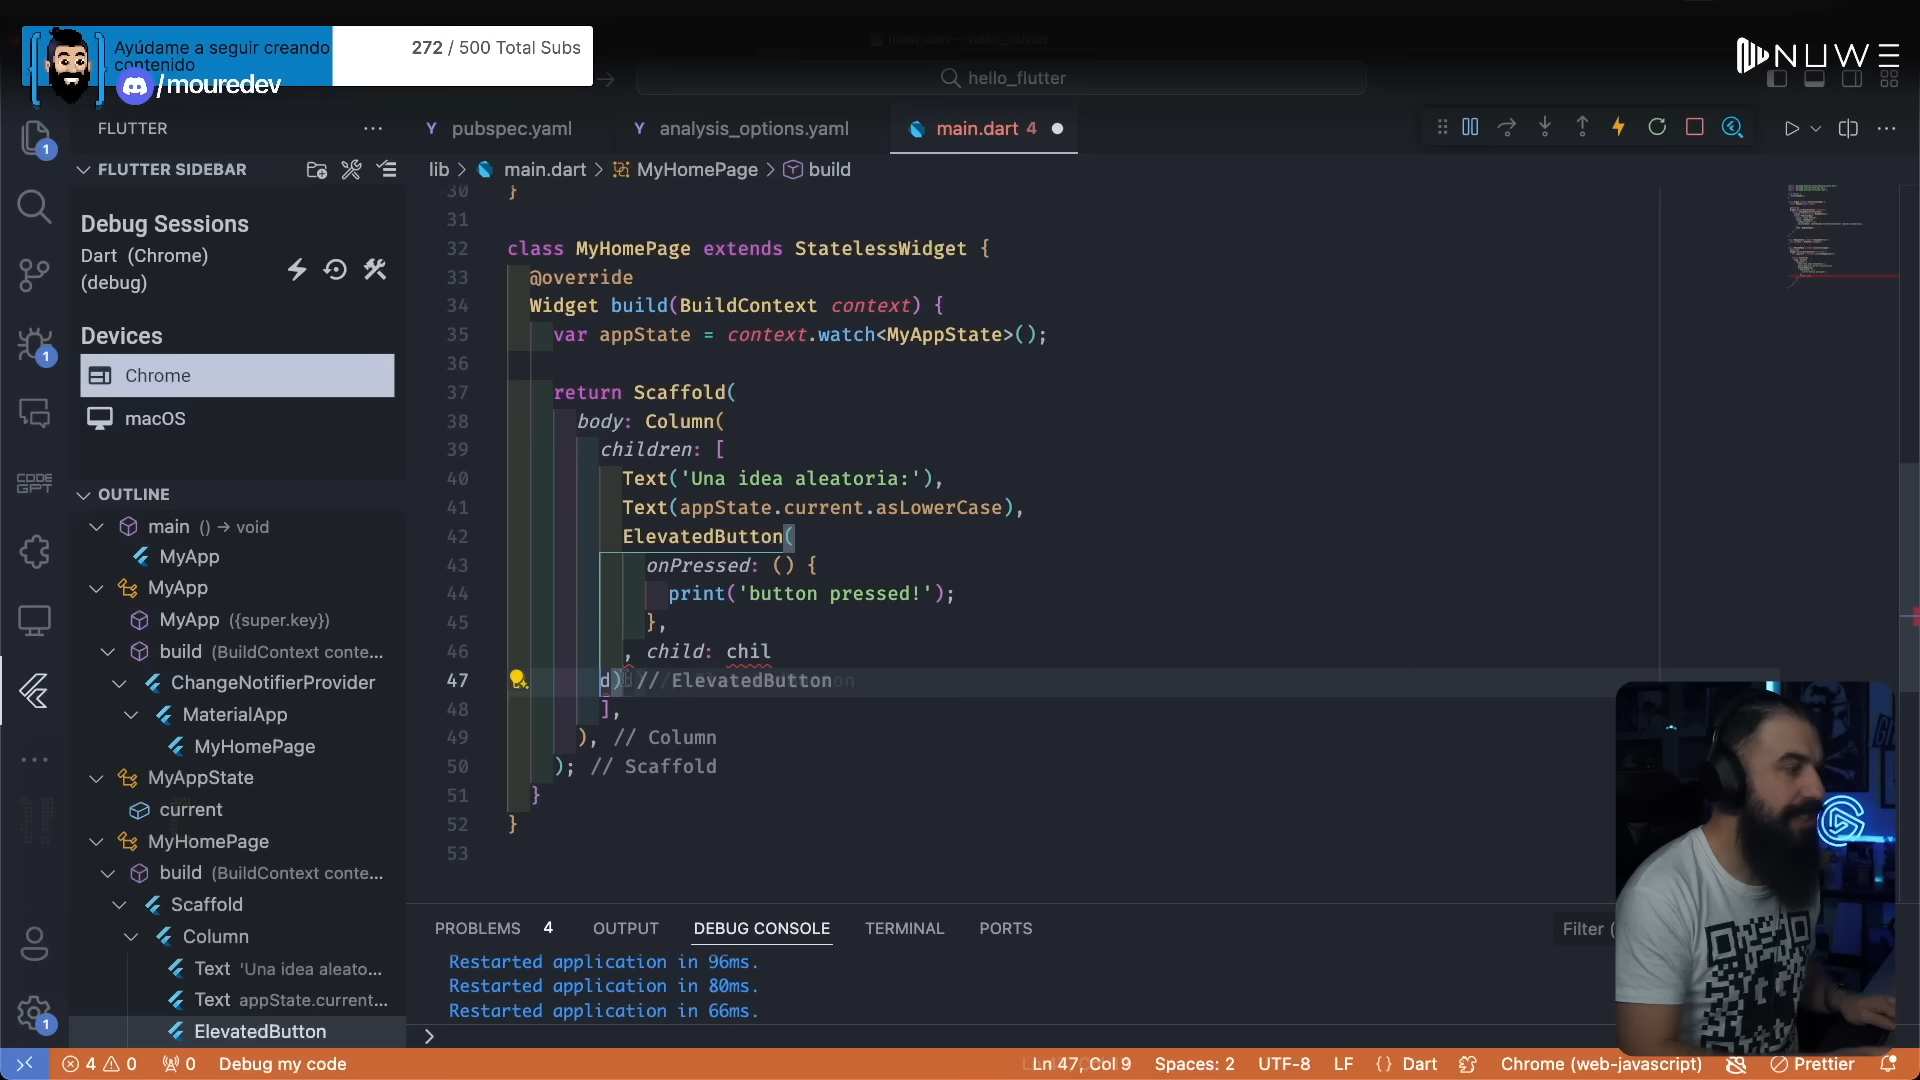 Ayúdame a seguir creando
contenido
272 / 500 Total Subs
/mouredev
hello_flutter
NUWE
FLUTTER
pubspec.yaml
analysis_options.yaml
main.dart 4
FLUTTER SIDEBAR
lib > main.dart > MyHomePage > build
Debug Sessions
Dart (Chrome)
(debug)
Devices
Chrome
macOS
CODE
GPT
OUTLINE
main () → void
MyApp
MyApp
MyApp ({super.key})
build (BuildContext conte...
ChangeNotifierProvider
MaterialApp
MyHomePage
MyAppState
current
MyHomePage
build (BuildContext conte...
Scaffold
Column
Text 'Una idea aleato...
Text appState.current...
ElevatedButton
1
1
1
30 }
31
32 class MyHomePage extends StatelessWidget {
33 @override
34 Widget build(BuildContext context) {
35 var appState = context.watch<MyAppState>();
36
37 return Scaffold(
38 body: Column(
39 children: [
40 Text('Una idea aleatoria:'),
41 Text(appState.current.asLowerCase),
42 ElevatedButton(
43 onPressed: () {
44 print('button pressed!');
45 },
46 , child: chil
47 d) // ElevatedButton
48 ],
49 ), // Column
50 ); // Scaffold
51 }
52 }
53
PROBLEMS 4 OUTPUT DEBUG CONSOLE TERMINAL PORTS Filter (
Restarted application in 96ms.
Restarted application in 80ms.
Restarted application in 66ms.
>
4 0 0 Debug my code
Ln 47, Col 9 Spaces: 2 UTF-8 LF {} Dart Chrome (web-javascript) Prettier